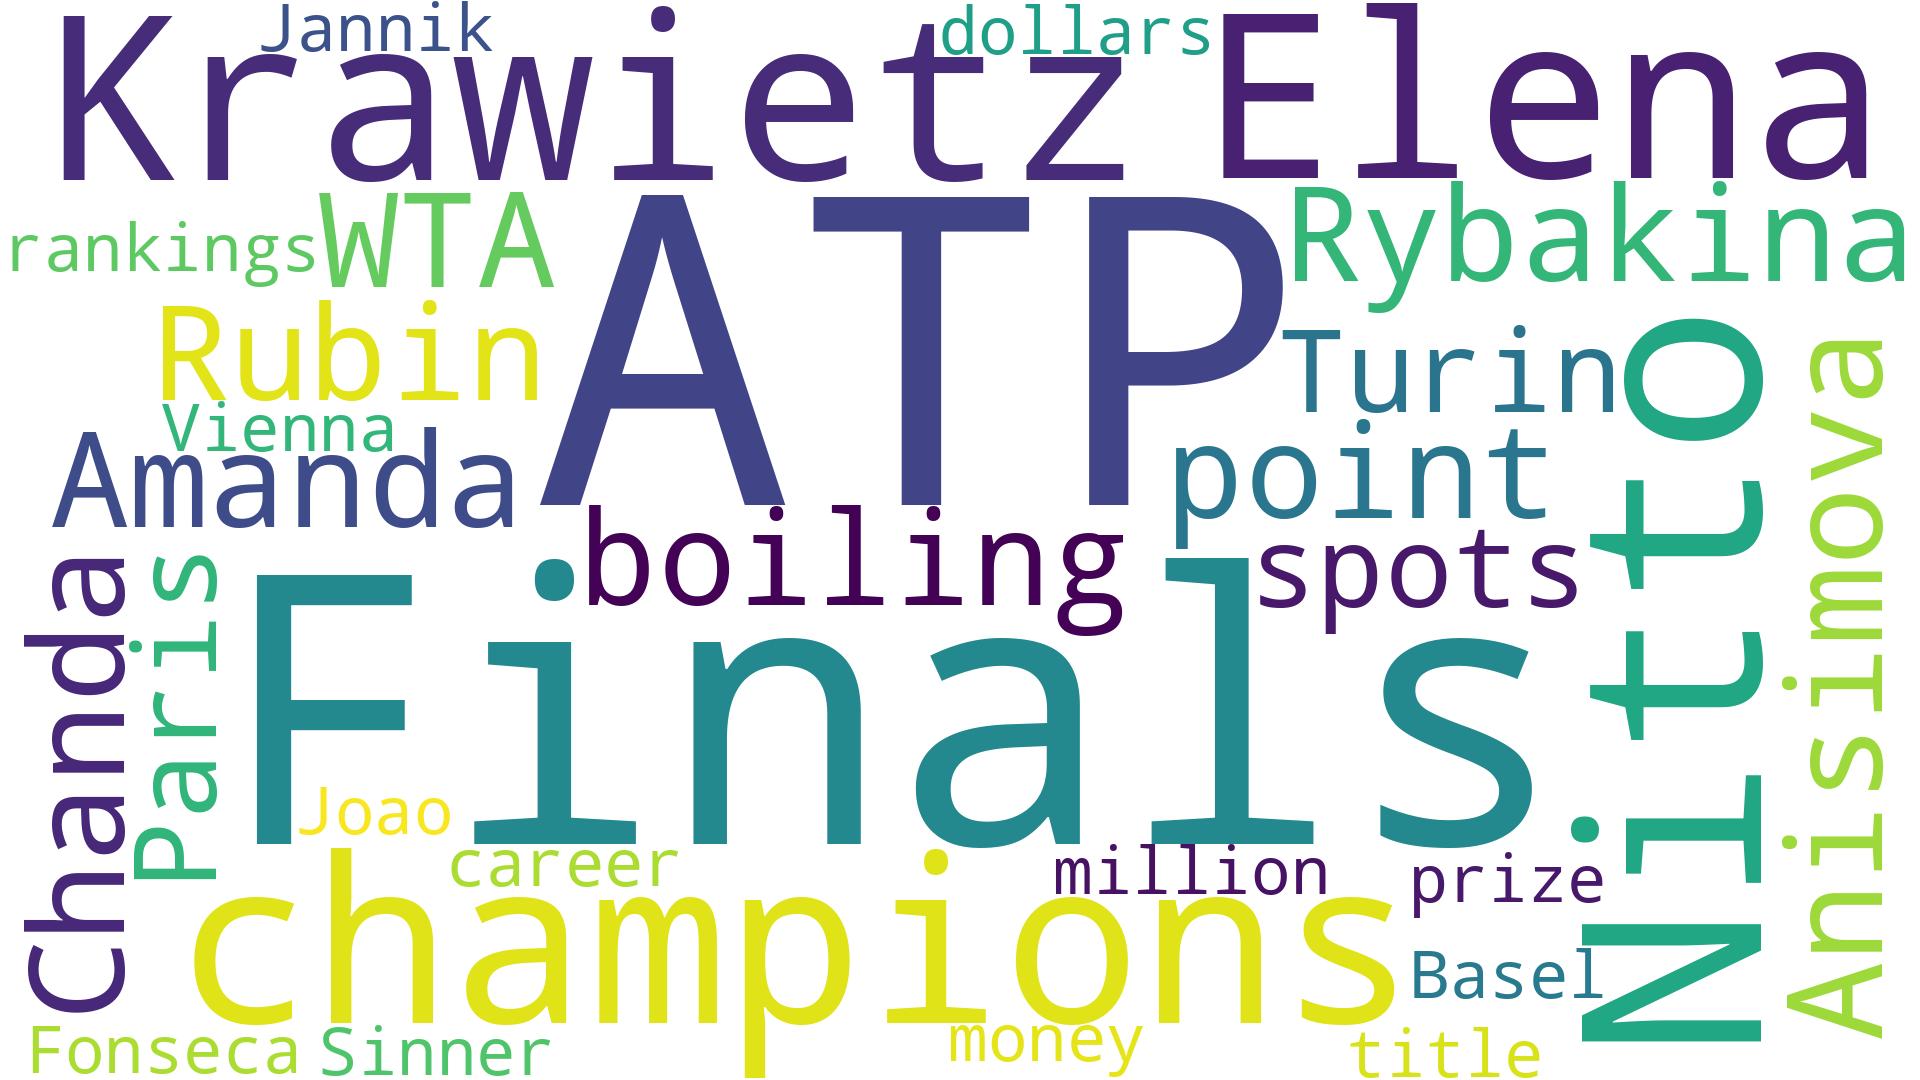 Jannik
dollars
Krawietz
Elena
rankings
WTA
ATP
Rybakina
Rubin
Turin
Vienna
Amanda
point
boiling
spots
Nitto
Anisimova
Chanda
Paris
Finals
Joao
career
million
prize
champions
Basel
Fonseca
Sinner
money
title